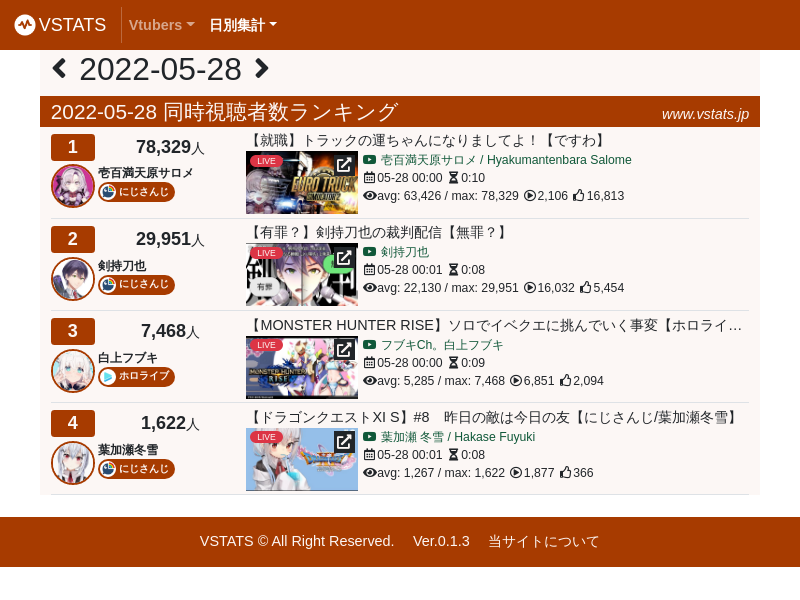 VSTATS Vtubers 日別集計
2022-05-28
2022-05-28 同時視聴者数ランキング www.vstats.jp
1 78,329人
壱百満天原サロメ
にじさんじ
【就職】トラックの運ちゃんになりましてよ！【ですわ】
LIVE
EURO TRUCK
SIMULATOR 2
壱百満天原サロメ / Hyakumantenbara Salome
05-28 00:00 0:10
avg: 63,426 / max: 78,329 2,106 16,813
2 29,951人
剣持刀也
にじさんじ
【有罪？】剣持刀也の裁判配信【無罪？】
LIVE
有罪
剣持刀也
05-28 00:01 0:08
avg: 22,130 / max: 29,951 16,032 5,454
3 7,468人
白上フブキ
ホロライブ
【MONSTER HUNTER RISE】ソロでイベクエに挑んでいく事変【ホロライ…
LIVE
MONSTER HUNTER
RISE
フブキCh。白上フブキ
05-28 00:00 0:09
avg: 5,285 / max: 7,468 6,851 2,094
4 1,622人
葉加瀬冬雪
にじさんじ
【ドラゴンクエストXI S】#8　昨日の敵は今日の友【にじさんじ/葉加瀬冬雪】
LIVE
葉加瀬 冬雪 / Hakase Fuyuki
05-28 00:01 0:08
avg: 1,267 / max: 1,622 1,877 366
VSTATS © All Right Reserved. Ver.0.1.3 当サイトについて